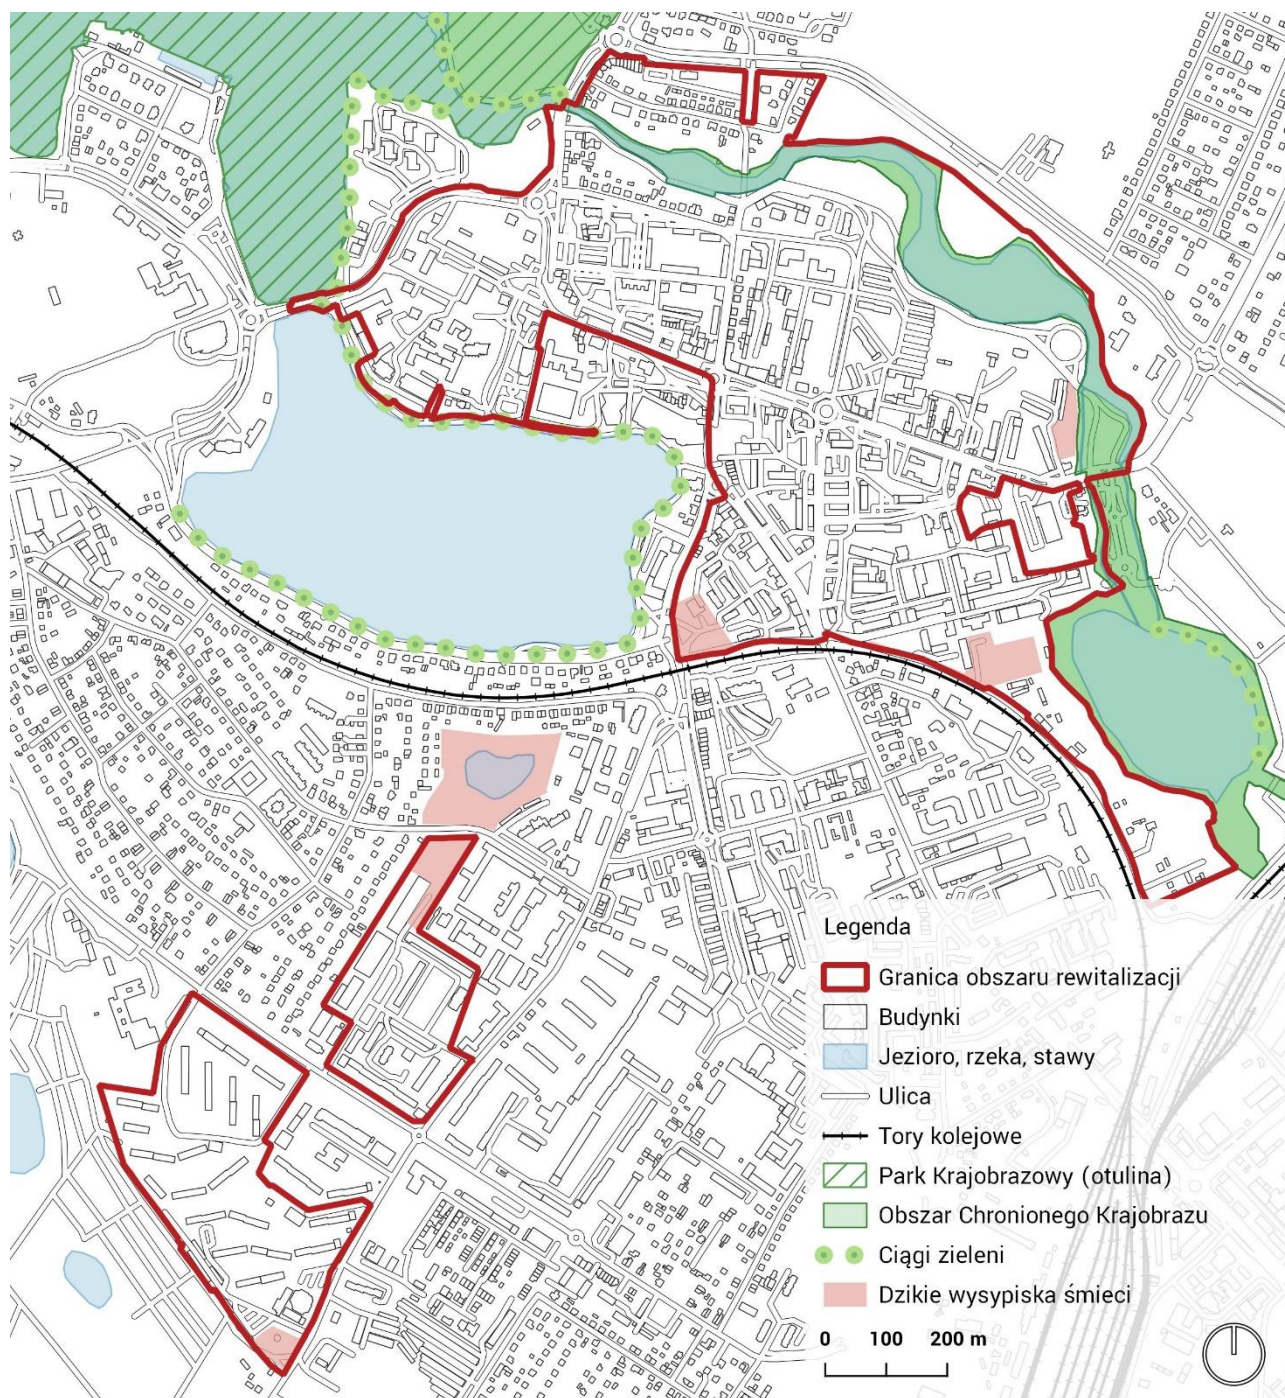 Legenda
Granica obszaru rewitalizacji
Budynki
Jezioro, rzeka, stawy
Ulica
Tory kolejowe
Park Krajobrazowy (otulina)
Obszar Chronionego Krajobrazu
Ciągi zieleni
Dzikie wysypiska śmieci
0 100 200 m